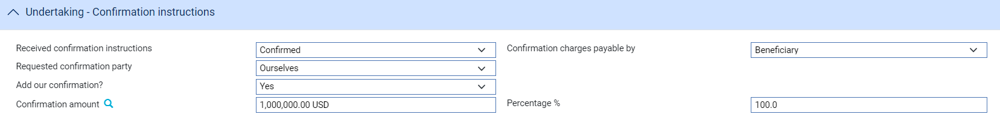 Undertaking - Confirmation instructions
Received confirmation instructions Confirmed Confirmation charges payable by Beneficiary
Requested confirmation party Ourselves
Add our confirmation? Yes
Confirmation amount 1,000,000.00 USD Percentage % 100.0